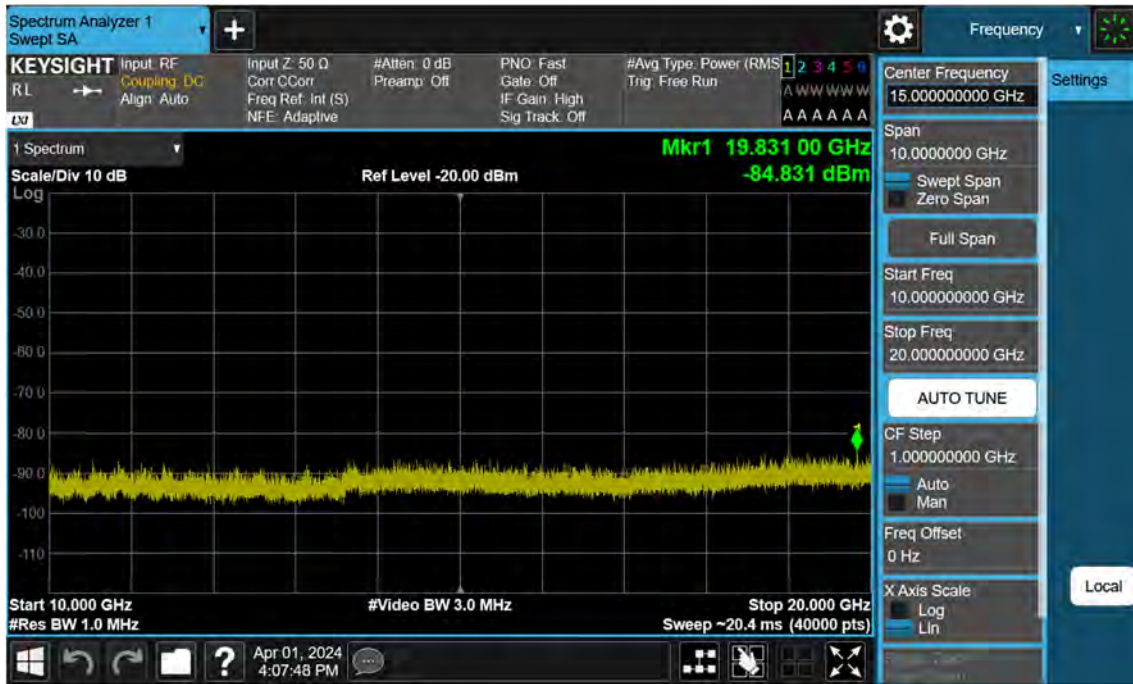 Spectrum Analyzer 1
Swept SA
+
Frequency
KEYSIGHT
RL
LXI
Input: RF
Coupling: DC
Align: Auto
Input Z: 50 Ω
Corr CCorr
Freq Ref: Int (S)
NFE: Adaptive
#Atten: 0 dB
Preamp: Off
PNO: Fast
Gate: Off
IF Gain: High
Sig Track: Off
#Avg Type: Power (RMS
Trig: Free Run
1 2 3 4 5 6
A W W W W W
A A A A A A
1 Spectrum
Scale/Div 10 dB
Ref Level -20.00 dBm
Mkr1 19.831 00 GHz
-84.831 dBm
Log
-30.0
-40.0
-50.0
-60.0
-70.0
-80.0
-90.0
-100
-110
1
Start 10.000 GHz
#Res BW 1.0 MHz
#Video BW 3.0 MHz
Stop 20.000 GHz
Sweep ~20.4 ms (40000 pts)
Center Frequency
15.000000000 GHz
Span
10.0000000 GHz
Swept Span
Zero Span
Full Span
Start Freq
10.000000000 GHz
Stop Freq
20.000000000 GHz
AUTO TUNE
CF Step
1.000000000 GHz
Auto
Man
Freq Offset
0 Hz
X Axis Scale
Log
Lin
Settings
Local
?
Apr 01, 2024
4:07:48 PM